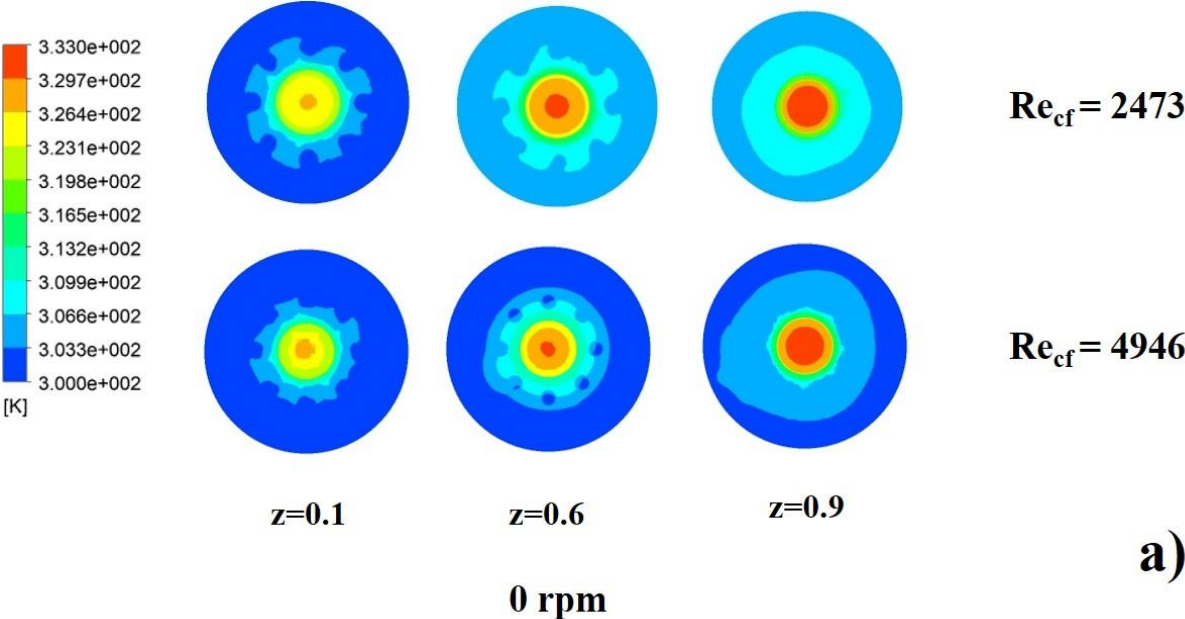 3.330e+002
3.297e+002
3.264e+002
3.231e+002
3.198e+002
3.165e+002
3.132e+002
3.099e+002
3.066e+002
3.033e+002
3.000e+002
[K]
Re_cf = 2473
Re_cf = 4946
z=0.1 z=0.6 z=0.9
a)
0 rpm